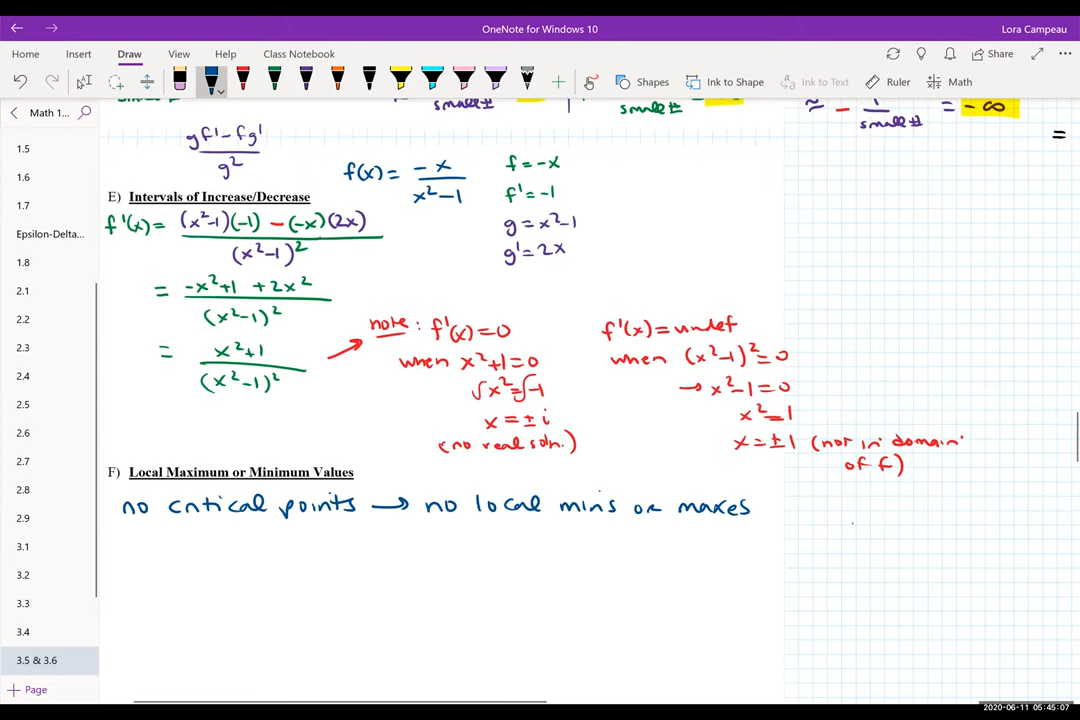 OneNote for Windows 10
Lora Campeau
Home Insert Draw View Help Class Notebook
Share
Shapes Ink to Shape Ink to Text Ruler Math
Math 1...
1.5
1.6
1.7
Epsilon-Delta...
1.8
2.1
2.2
2.3
2.4
2.5
2.6
2.7
2.8
2.9
3.1
3.2
3.3
3.4
3.5 & 3.6
Page
small #
small #
≈ - 1/small # = -∞
=
(gf' - fg')/g²
f(x) = -x/(x²-1)
f = -x
f' = -1
g = x²-1
g' = 2x
E) Intervals of Increase/Decrease
f'(x) = ((x²-1)(-1) - (-x)(2x))/(x²-1)²
= (-x²+1 +2x²)/(x²-1)²
= (x²+1)/(x²-1)²
note: f'(x) = 0
when x²+1=0
√x² = √-1
x = ± i
(no real soln.)
f'(x) = undef
when (x²-1)² = 0
→ x²-1=0
x² = 1
x = ±1 (not in domain
of f)
F) Local Maximum or Minimum Values
no critical points → no local mins or maxes
2020-06-11 05:45:07